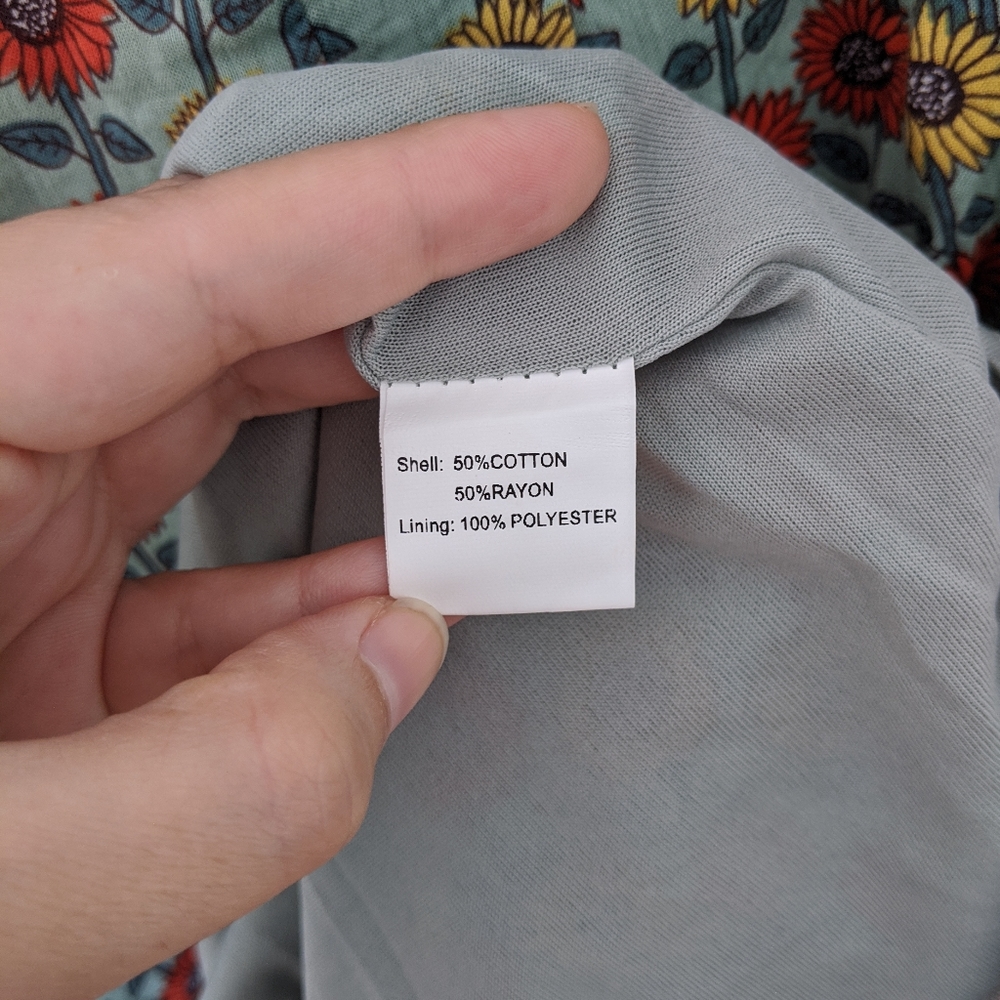 Shell: 50%COTTON
50%RAYON
Lining: 100% POLYESTER